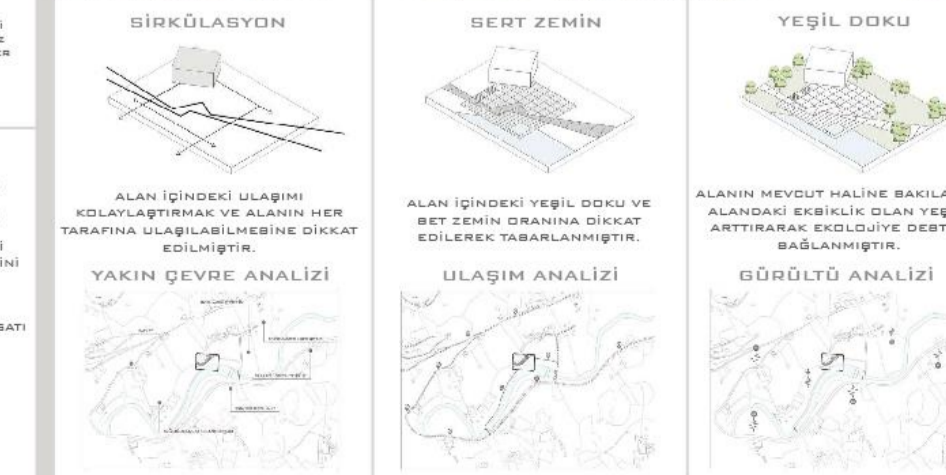 SİRKÜLASYON
ALAN İÇİNDEKİ ULAŞIMI
KOLAYLAŞTIRMAK VE ALANIN HER
TARAFINA ULAŞILABİLMESİNE DİKKAT
EDİLMİŞTİR.
SERT ZEMİN
ALAN İÇİNDEKİ YEŞİL DOKU VE
SET ZEMİN ORANINA DİKKAT
EDİLEREK TASARLANMIŞTIR.
YEŞİL DOKU
ALANIN MEVCUT HALİNE BAKILA
ALANDAKİ EKSİKLİK OLAN YEŞ
ARTTIRARAK EKOLOJİYE DEST
BAĞLANMIŞTIR.
YAKIN ÇEVRE ANALİZİ
ULAŞIM ANALİZİ
GÜRÜLTÜ ANALİZİ